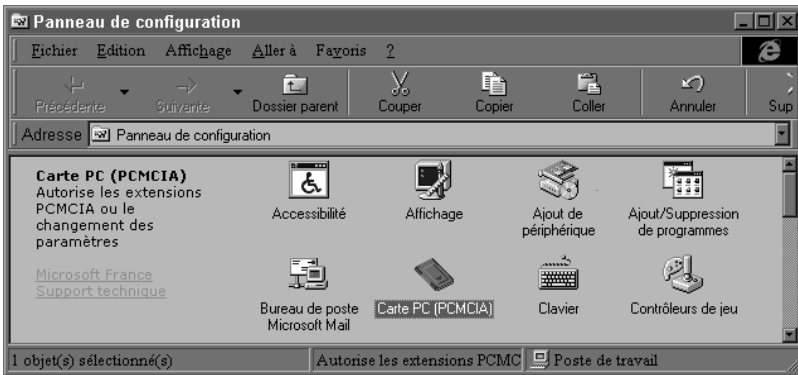 Panneau de configuration
Fichier Edition Affichage Aller à Favoris ?
Précédente Suivante Dossier parent Couper Copier Coller Annuler Sup
Adresse Panneau de configuration
Carte PC (PCMCIA)
Autorise les extensions
PCMCIA ou le
changement des
paramètres
Microsoft France
Support technique
Accessibilité
Affichage
Ajout de
périphérique
Ajout/Suppression
de programmes
Bureau de poste
Microsoft Mail
Carte PC (PCMCIA)
Clavier
Contrôleurs de jeu
1 objet(s) sélectionné(s) Autorise les extensions PCMC Poste de travail